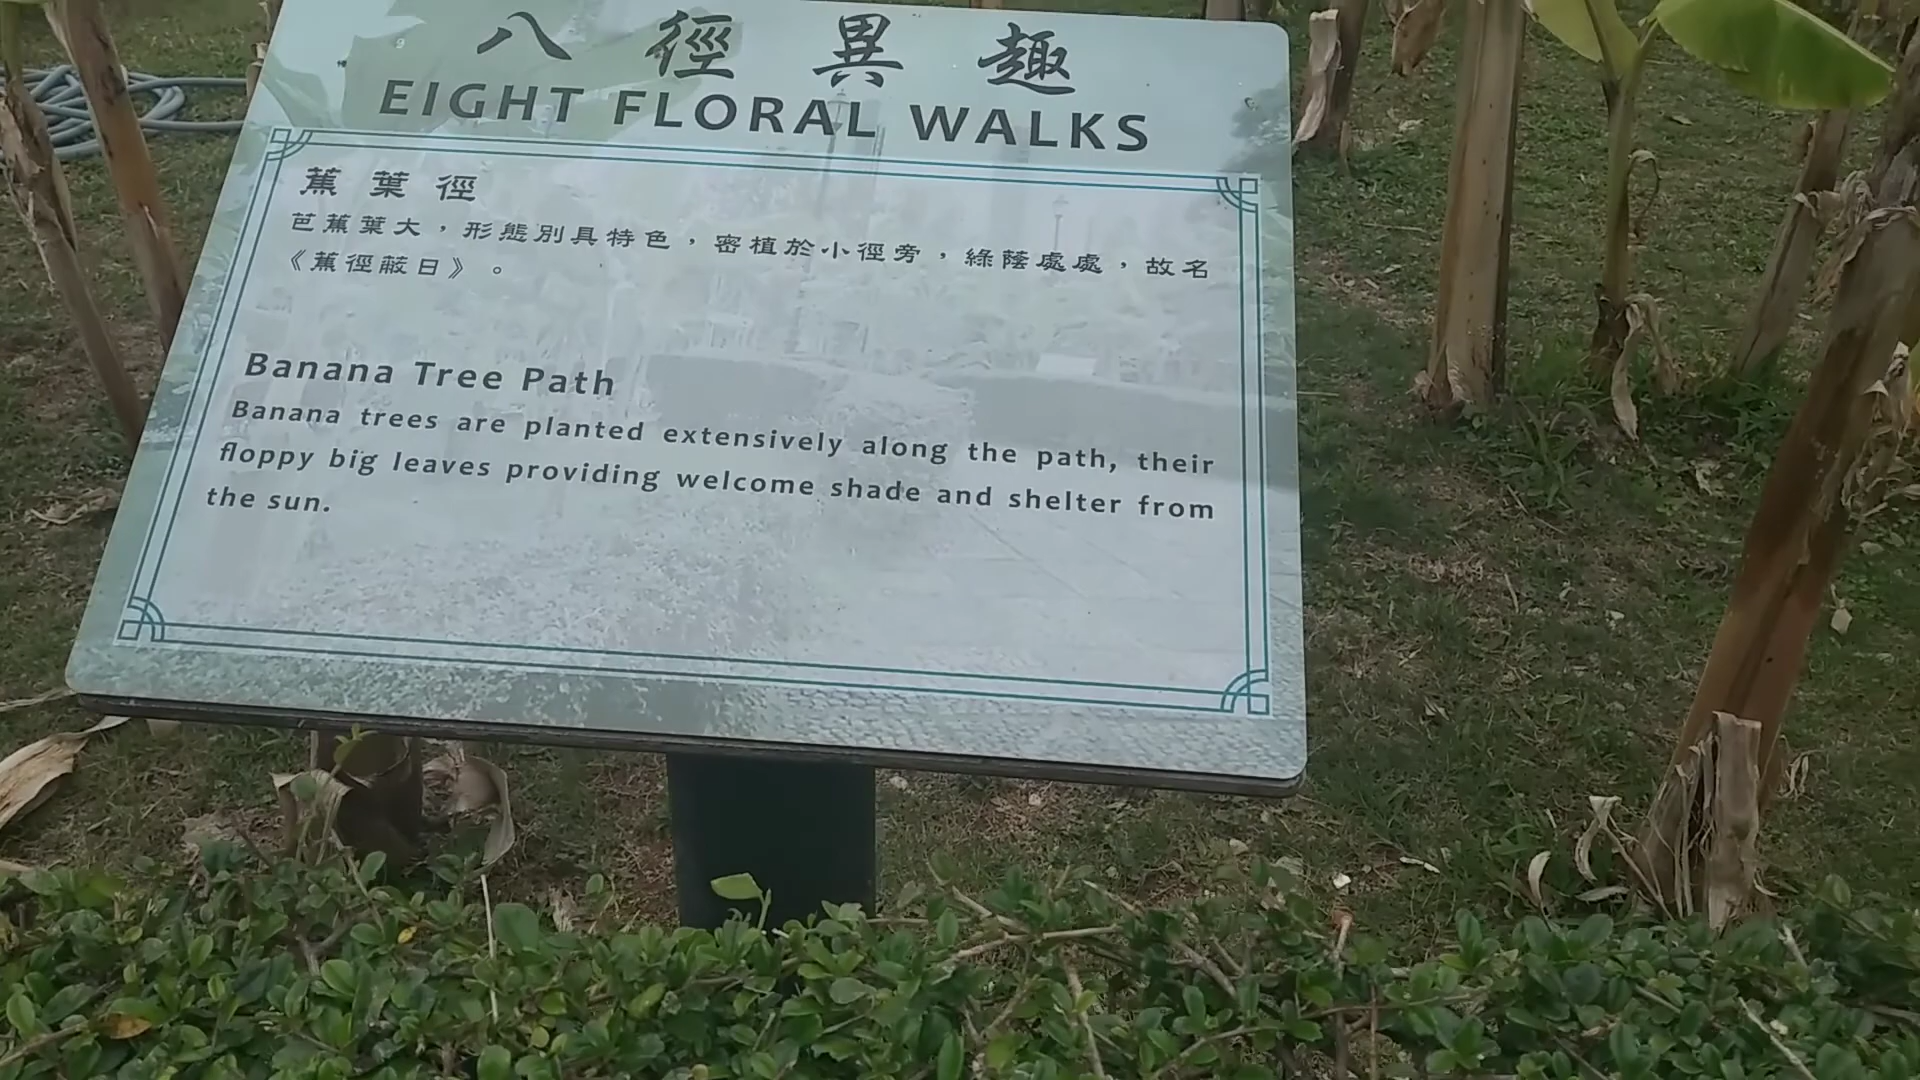 八徑異趣
EIGHT FLORAL WALKS
蕉葉徑
芭蕉葉大，形態別具特色，密植於小徑旁，綠蔭處處，故名
《蕉徑蔽日》。
Banana Tree Path
Banana trees are planted extensively along the path, their
floppy big leaves providing welcome shade and shelter from
the sun.